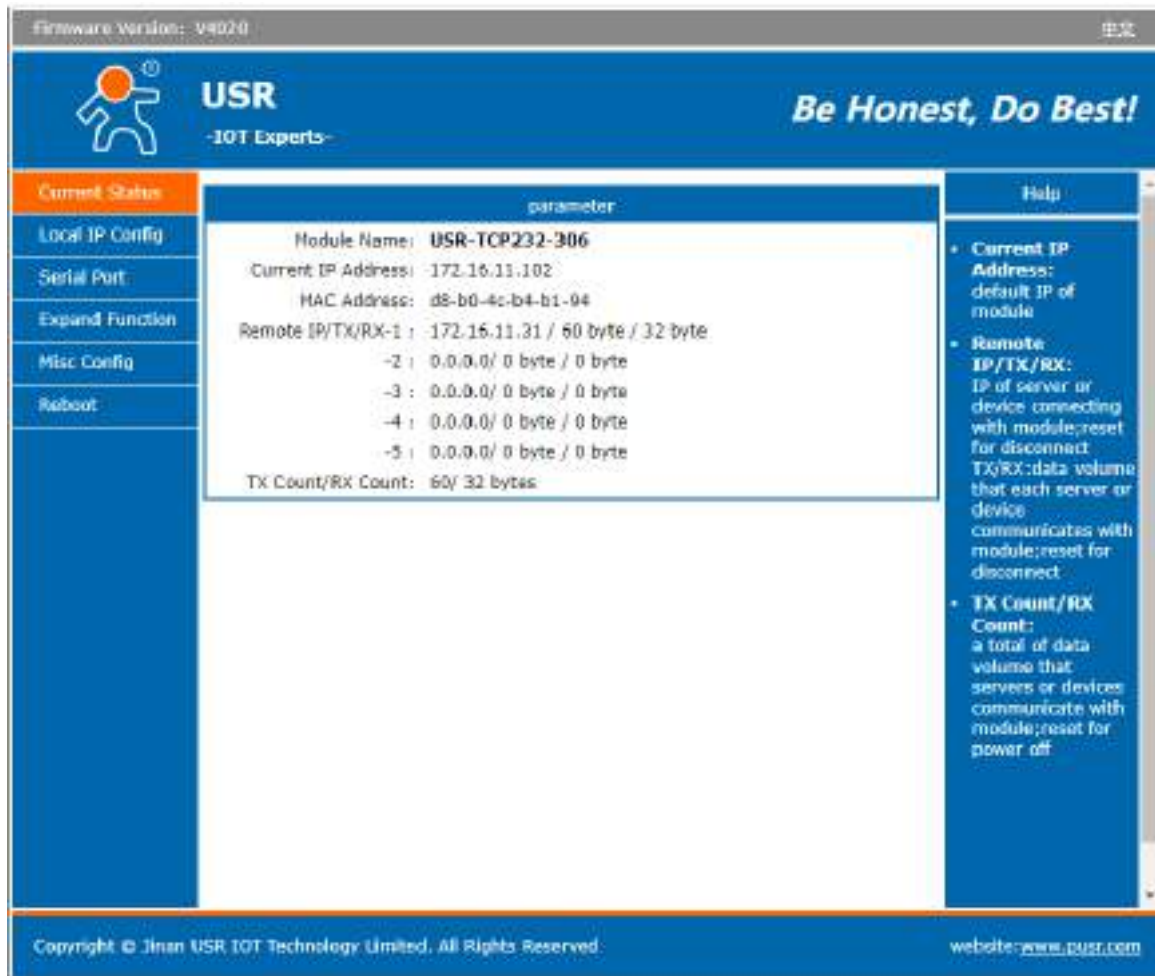 Firmware Version: V4020
中文
®
USR
-IOT Experts-
Be Honest, Do Best!
Current Status
Local IP Config
Serial Port
Expand Function
Misc Config
Reboot
parameter
Module Name: USR-TCP232-306
Current IP Address: 172.16.11.102
MAC Address: d8-b0-4c-b4-b1-94
Remote IP/TX/RX-1 : 172.16.11.31 / 60 byte / 32 byte
-2 : 0.0.0.0/ 0 byte / 0 byte
-3 : 0.0.0.0/ 0 byte / 0 byte
-4 : 0.0.0.0/ 0 byte / 0 byte
-5 : 0.0.0.0/ 0 byte / 0 byte
TX Count/RX Count: 60/ 32 bytes
Help
• Current IP
Address:
default IP of
module
• Remote
IP/TX/RX:
IP of server or
device connecting
with module;reset
for disconnect
TX/RX:data volume
that each server or
device
communicates with
module;reset for
disconnect
• TX Count/RX
Count:
a total of data
volume that
servers or devices
communicate with
module;reset for
power off
Copyright © Jinan USR IOT Technology Limited. All Rights Reserved
website:www.pusr.com